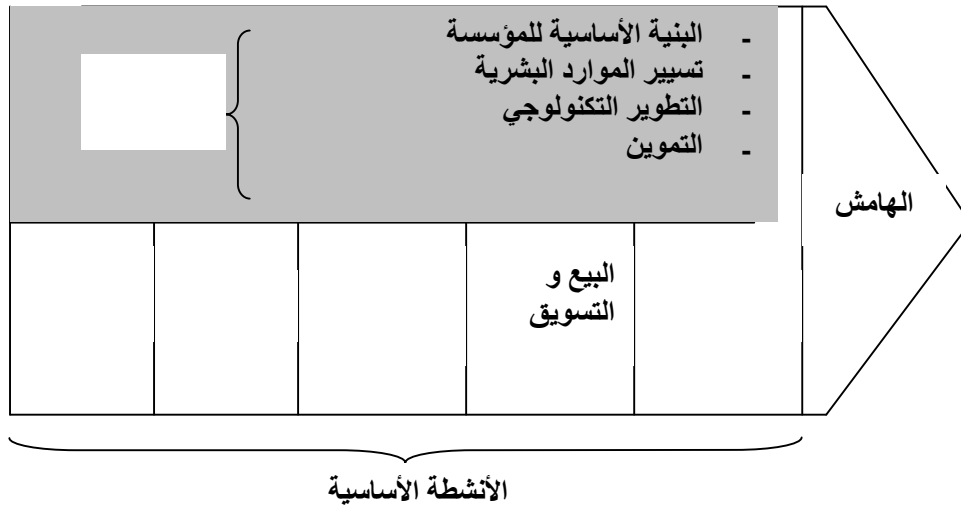 - البنية الأساسية للمؤسسة
- تسيير الموارد البشرية
- التطوير التكنولوجي
- التموين
الهامش
البيع و
التسويق
الأنشطة الأساسية